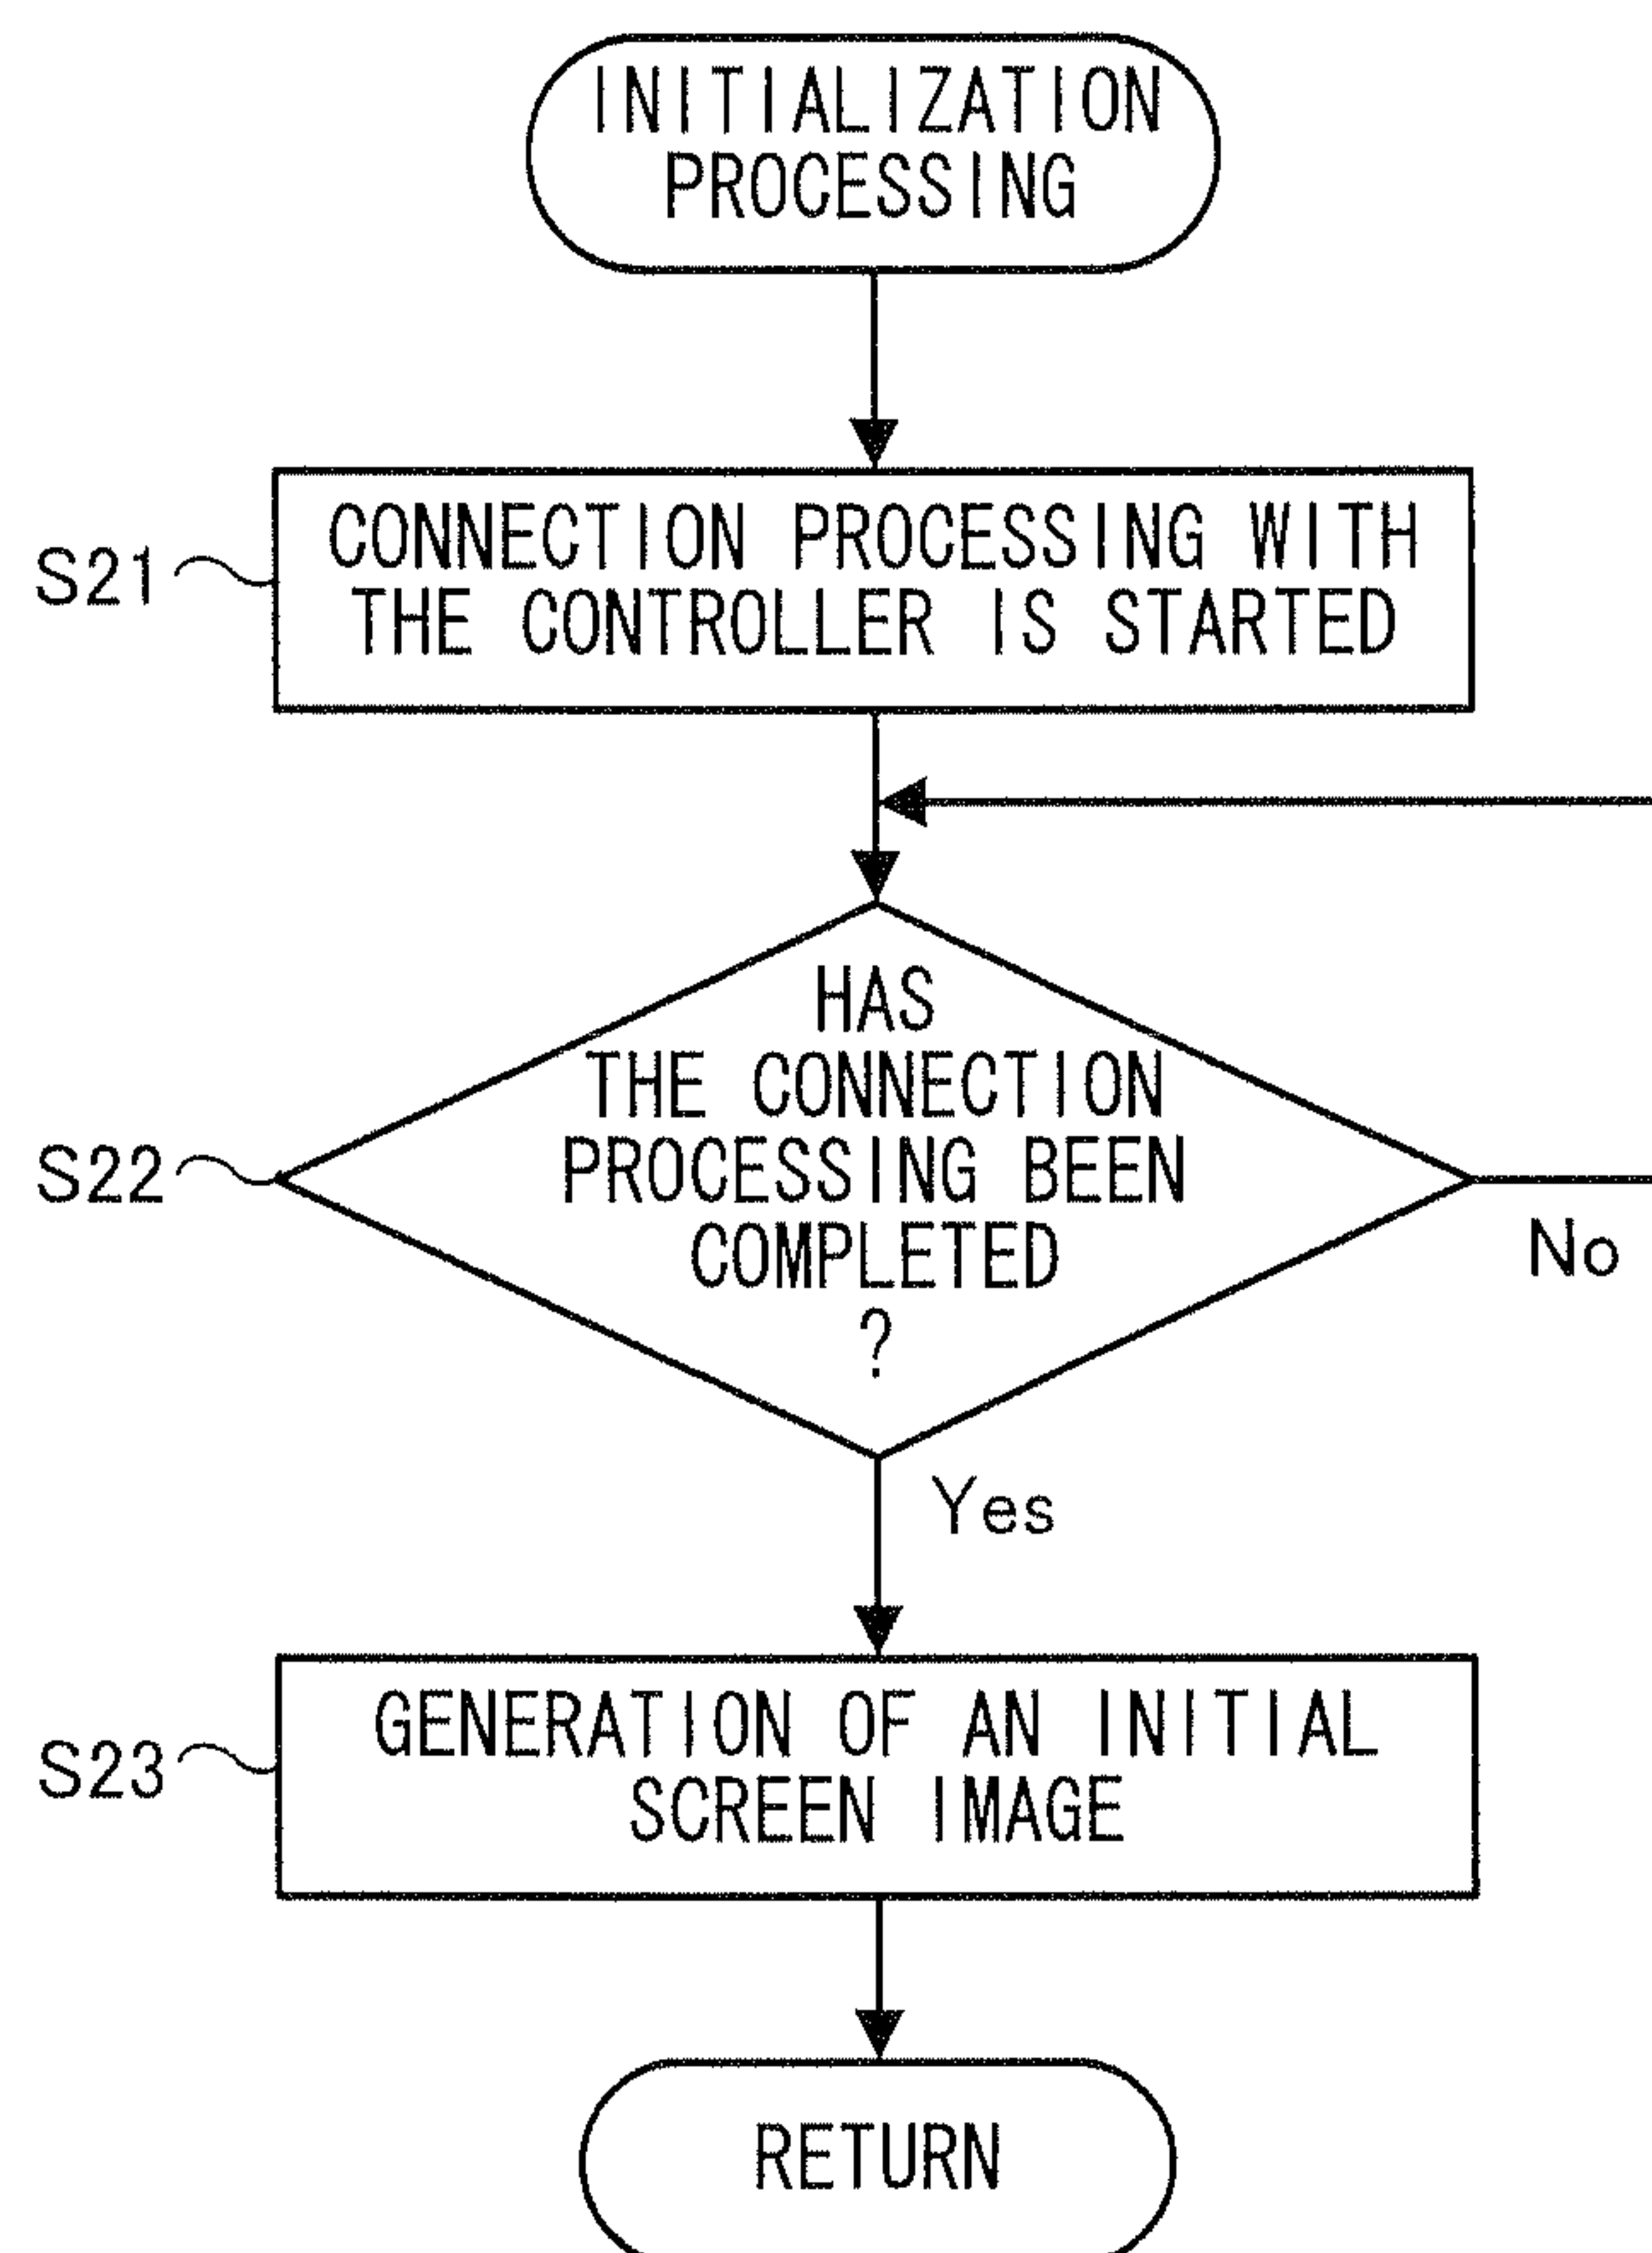 INITIALIZATION
PROCESSING
S21
CONNECTION PROCESSING WITH
THE CONTROLLER IS STARTED
HAS
THE CONNECTION
PROCESSING BEEN
COMPLETED
?
S22
No
Yes
S23
GENERATION OF AN INITIAL
SCREEN IMAGE
RETURN